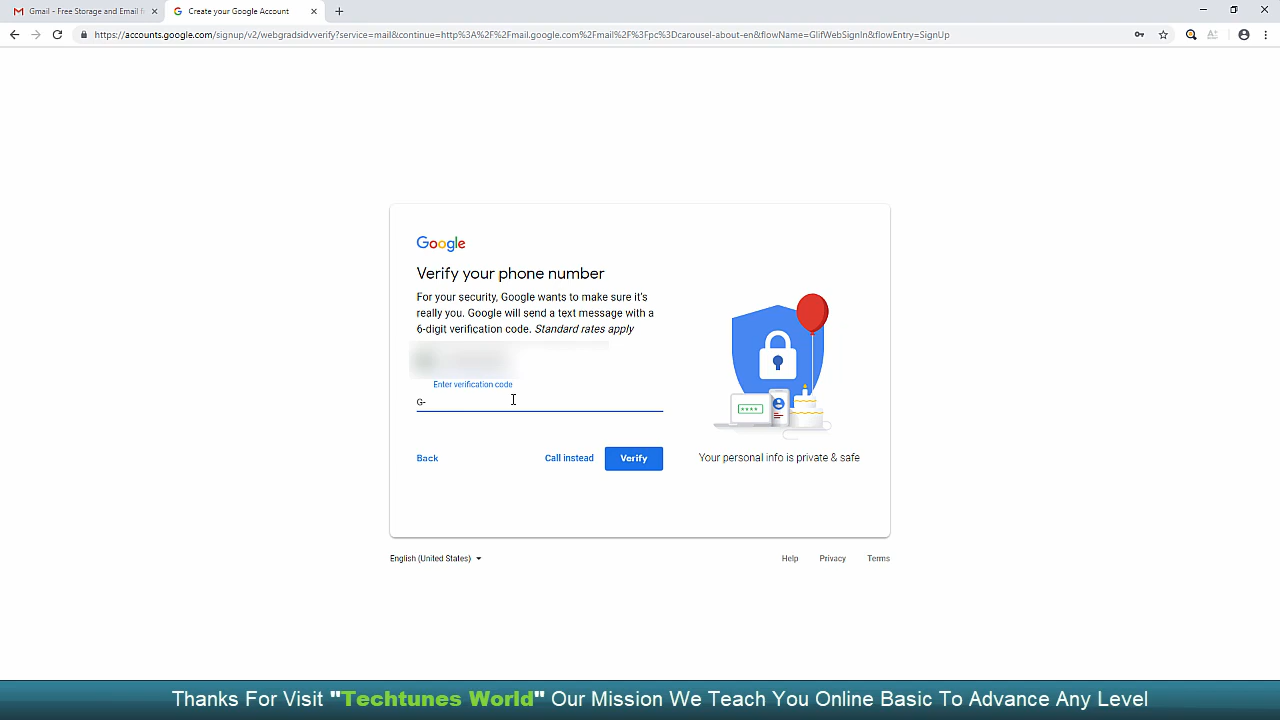 Gmail - Free Storage and Email f
Create your Google Account
https://accounts.google.com/signup/v2/webgradsidvverify?service=mail&continue=http%3A%2F%2Fmail.google.com%2Fmail%2F%3Fpc%3Dcarousel-about-en&flowName=GlifWebSignIn&flowEntry=SignUp
Google
Verify your phone number
For your security, Google wants to make sure it's
really you. Google will send a text message with a
6-digit verification code. Standard rates apply
Enter verification code
G-
Back
Call instead
Verify
****
Your personal info is private & safe
English (United States)
Help
Privacy
Terms
Thanks For Visit "Techtunes World" Our Mission We Teach You Online Basic To Advance Any Level